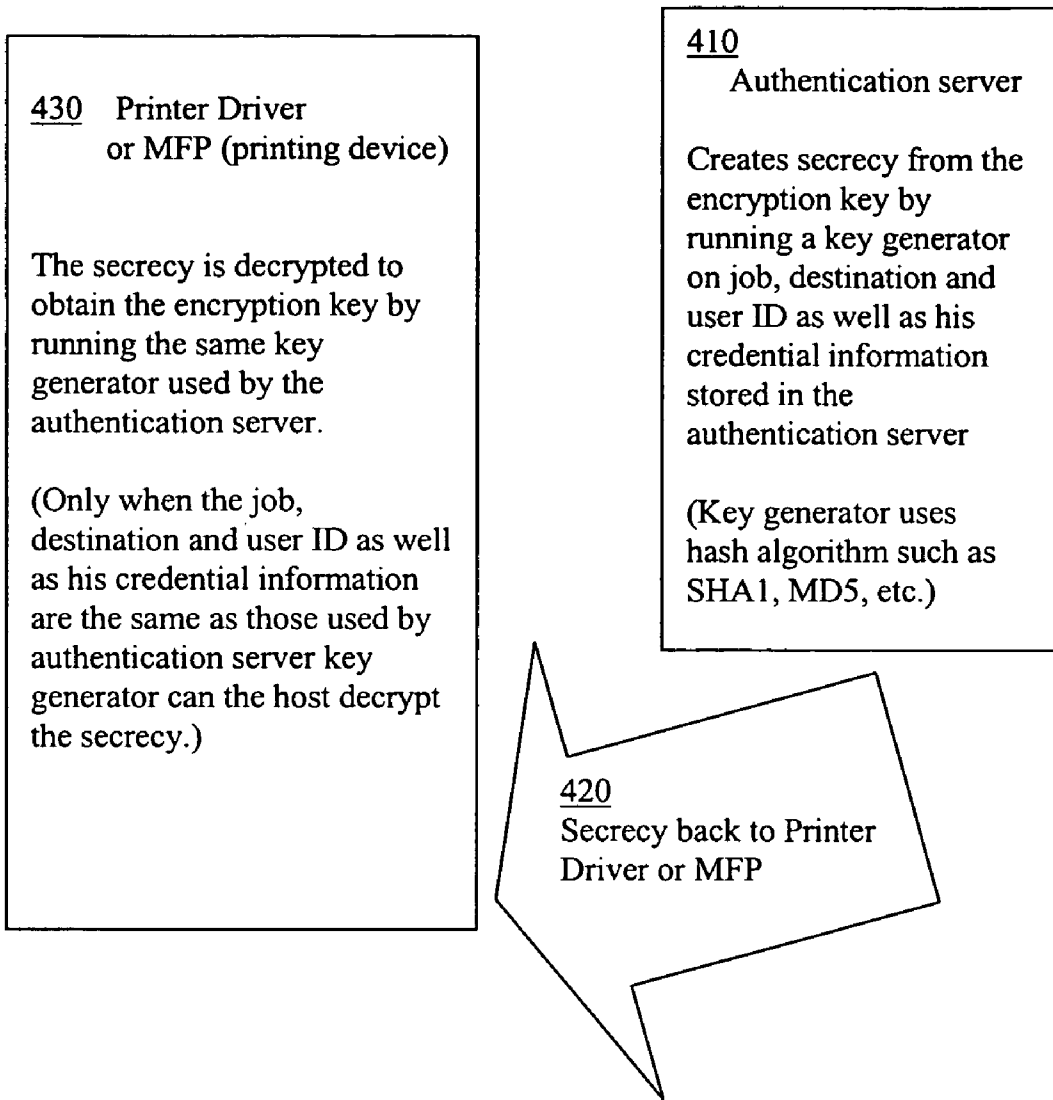 430 Printer Driver
or MFP (printing device)
The secrecy is decrypted to
obtain the encryption key by
running the same key
generator used by the
authentication server.
(Only when the job,
destination and user ID as well
as his credential information
are the same as those used by
authentication server key
generator can the host decrypt
the secrecy.)
410
Authentication server
Creates secrecy from the
encryption key by
running a key generator
on job, destination and
user ID as well as his
credential information
stored in the
authentication server
(Key generator uses
hash algorithm such as
SHA1, MD5, etc.)
420
Secrecy back to Printer
Driver or MFP